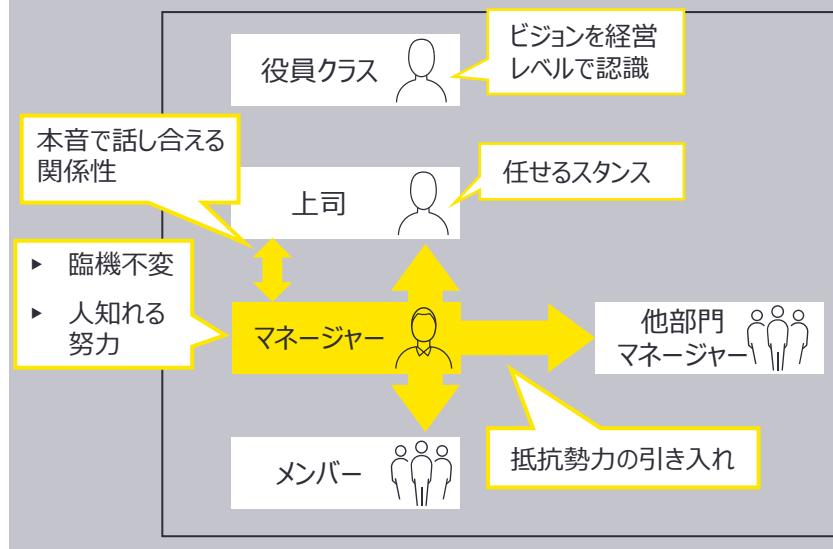 役員クラス
ビジョンを経営
レベルで認識
本音で話し合える
関係性
上司
任せるスタンス
▶ 臨機不変
▶ 人知れる
努力
マネージャー
他部門
マネージャー
メンバー
抵抗勢力の引き入れ